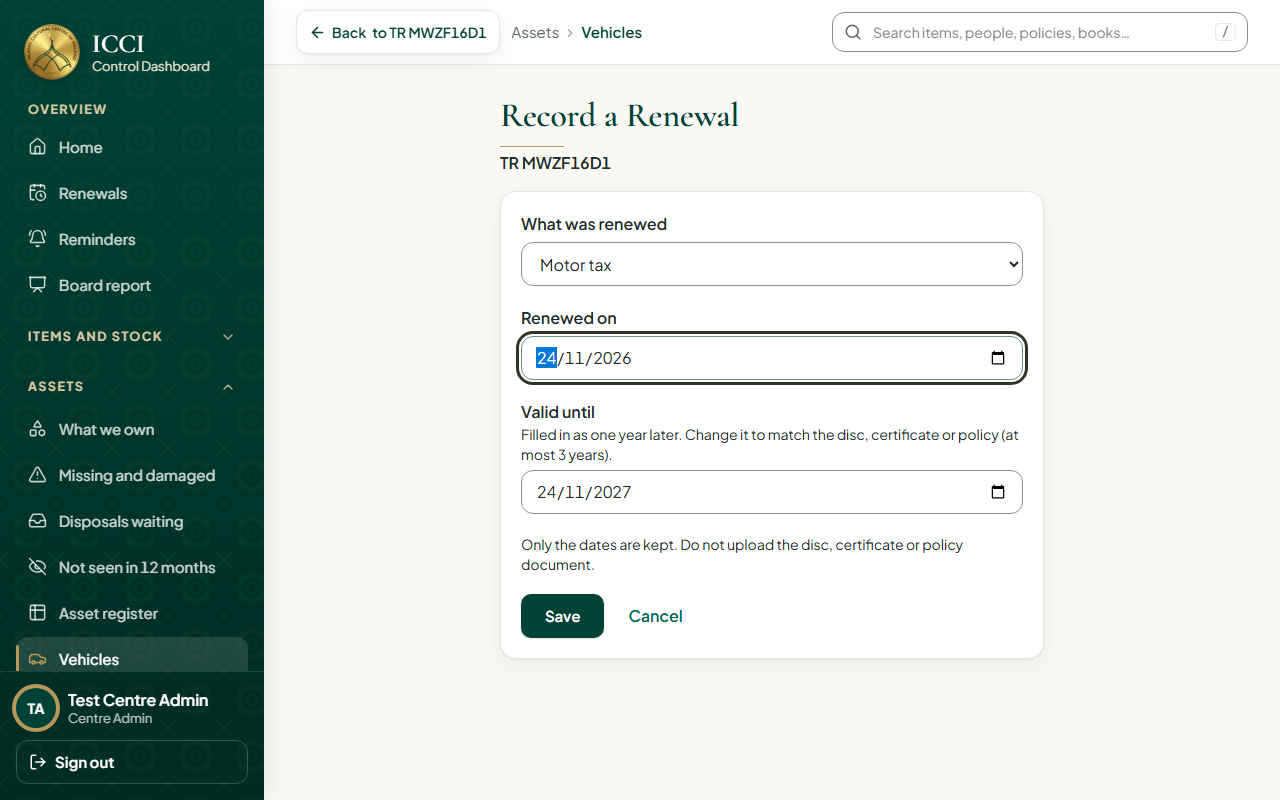 ICCI
Control Dashboard
OVERVIEW
Home
Renewals
Reminders
Board report
ITEMS AND STOCK
ASSETS
What we own
Missing and damaged
Disposals waiting
Not seen in 12 months
Asset register
Vehicles
TA
Test Centre Admin
Centre Admin
Sign out
Back to TR MWZF16D1
Assets > Vehicles
Search items, people, policies, books…
/
Record a Renewal
TR MWZF16D1
What was renewed
Motor tax
Renewed on
24/11/2026
Valid until
Filled in as one year later. Change it to match the disc, certificate or policy (at
most 3 years).
24/11/2027
Only the dates are kept. Do not upload the disc, certificate or policy
document.
Save
Cancel